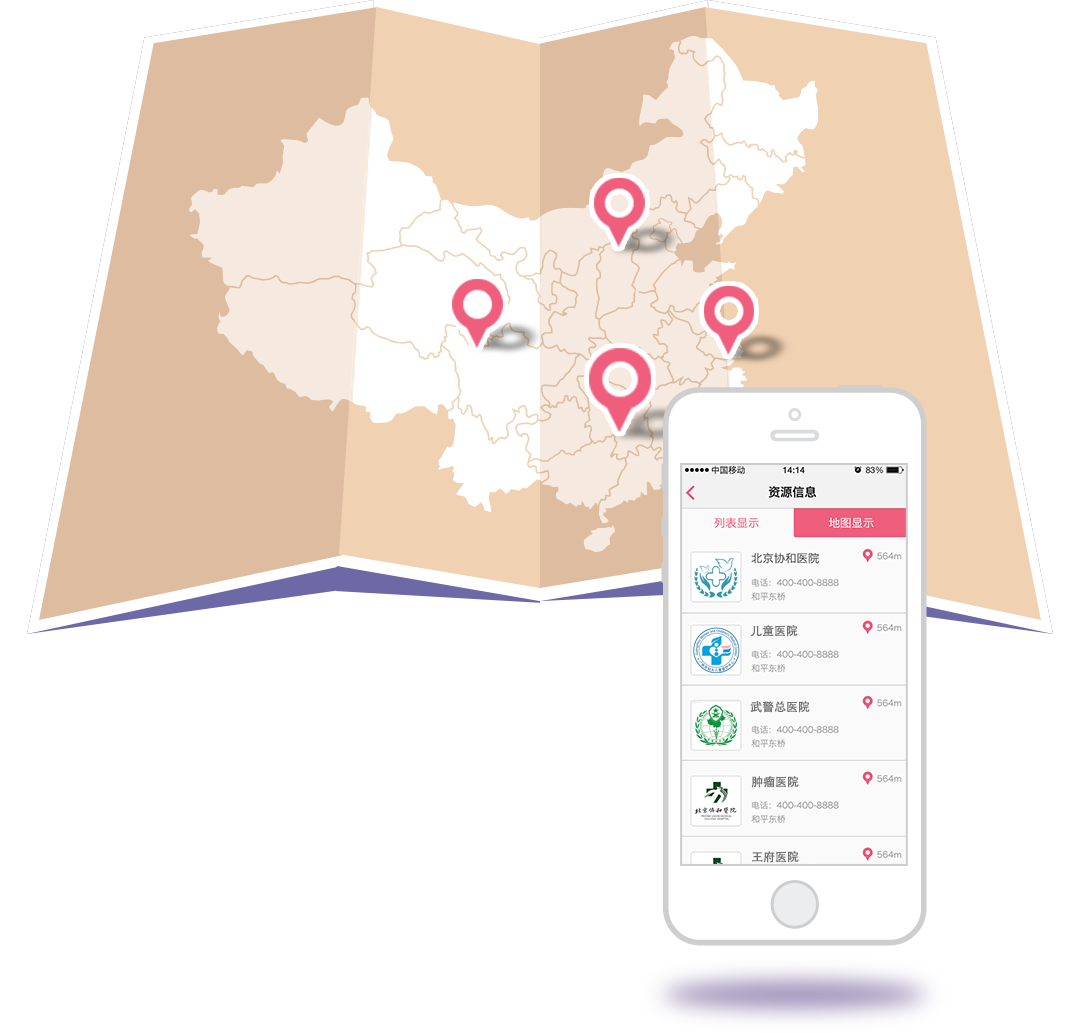 中国移动 14:14 83%
资源信息
列表显示 地图显示
北京协和医院 564m
电话：400-400-8888
和平东桥
儿童医院 564m
电话：400-400-8888
和平东桥
武警总医院 564m
电话：400-400-8888
和平东桥
肿瘤医院 564m
电话：400-400-8888
和平东桥
北京协和医院
王府医院 564m